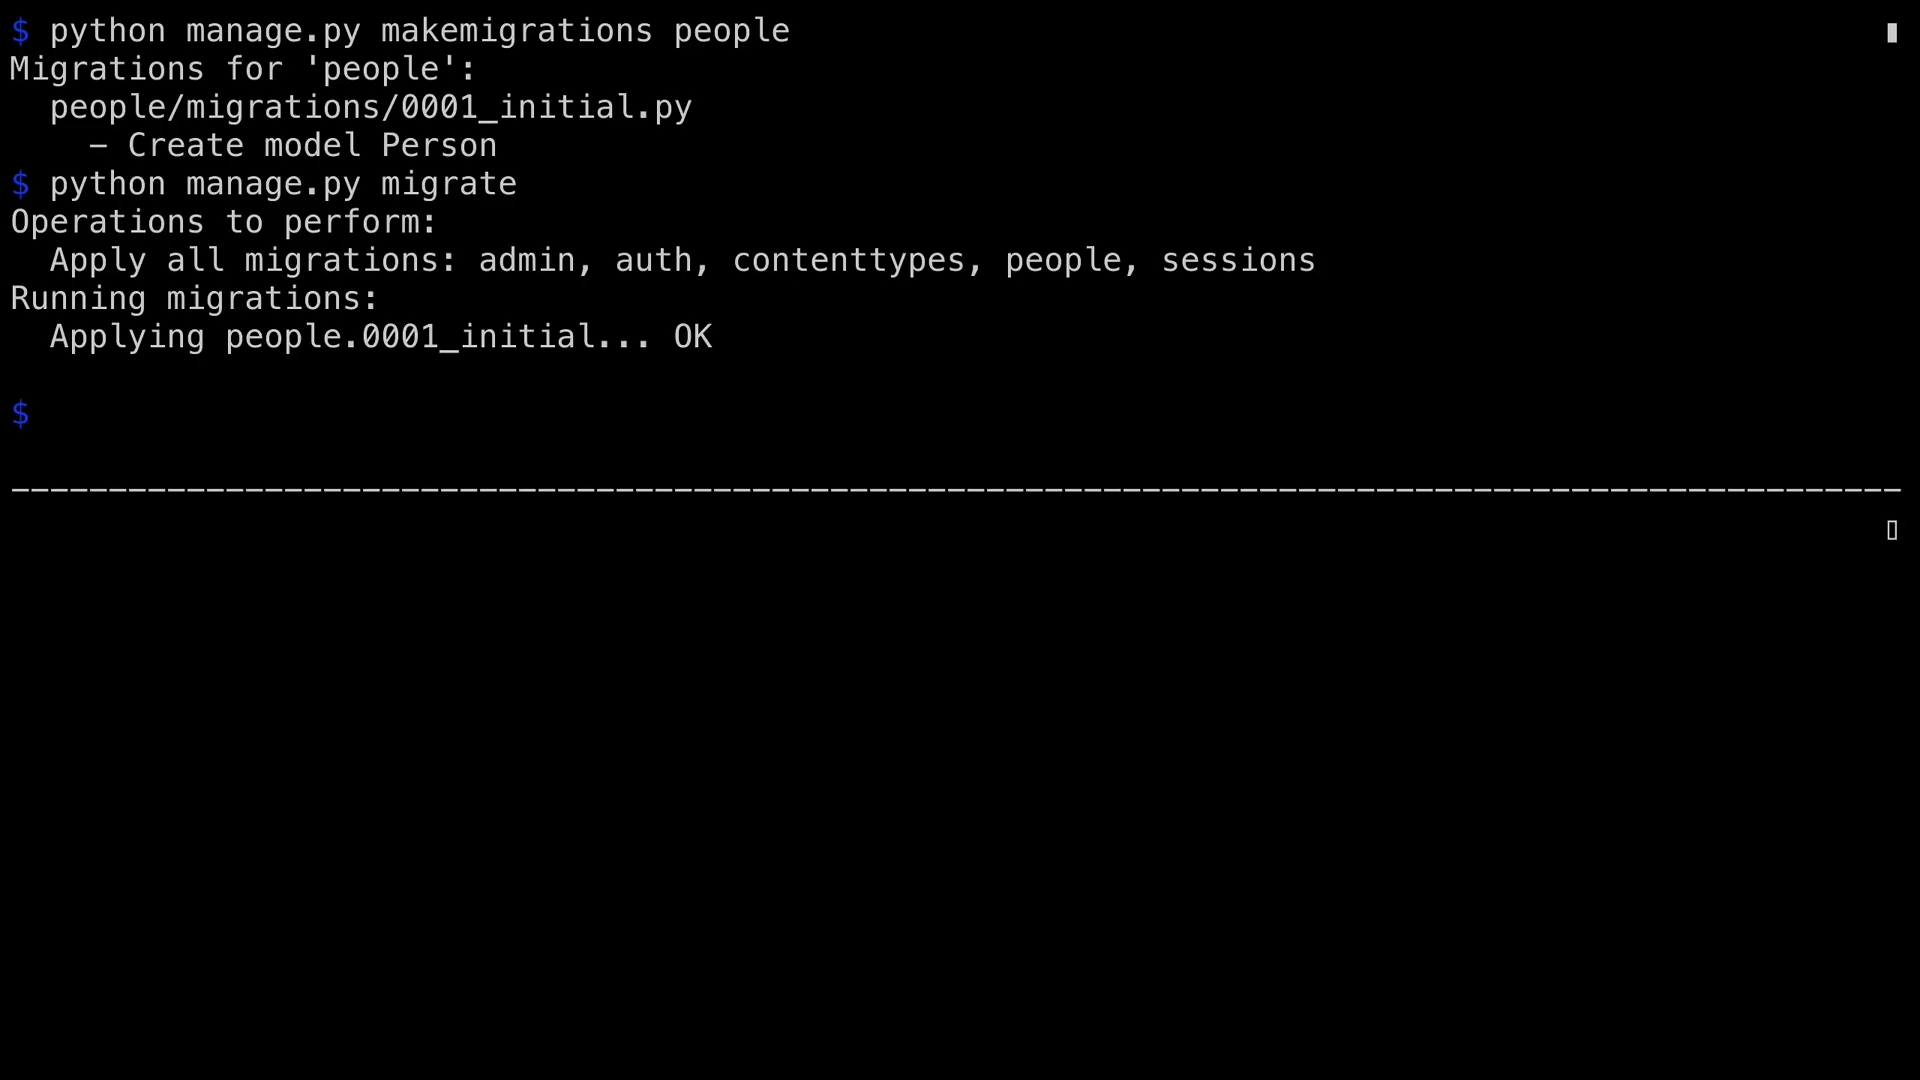 $ python manage.py makemigrations people
Migrations for 'people':
  people/migrations/0001_initial.py
    - Create model Person
$ python manage.py migrate
Operations to perform:
  Apply all migrations: admin, auth, contenttypes, people, sessions
Running migrations:
  Applying people.0001_initial... OK
$